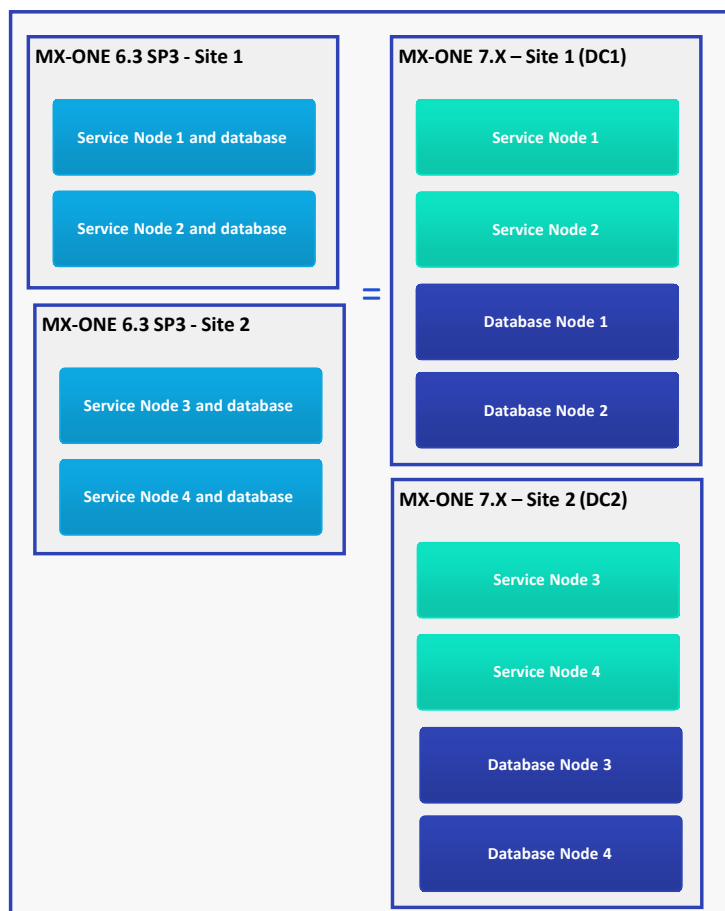 MX-ONE 6.3 SP3 - Site 1
Service Node 1 and database
Service Node 2 and database
MX-ONE 6.3 SP3 - Site 2
Service Node 3 and database
Service Node 4 and database
=
MX-ONE 7.X – Site 1 (DC1)
Service Node 1
Service Node 2
Database Node 1
Database Node 2
MX-ONE 7.X – Site 2 (DC2)
Service Node 3
Service Node 4
Database Node 3
Database Node 4